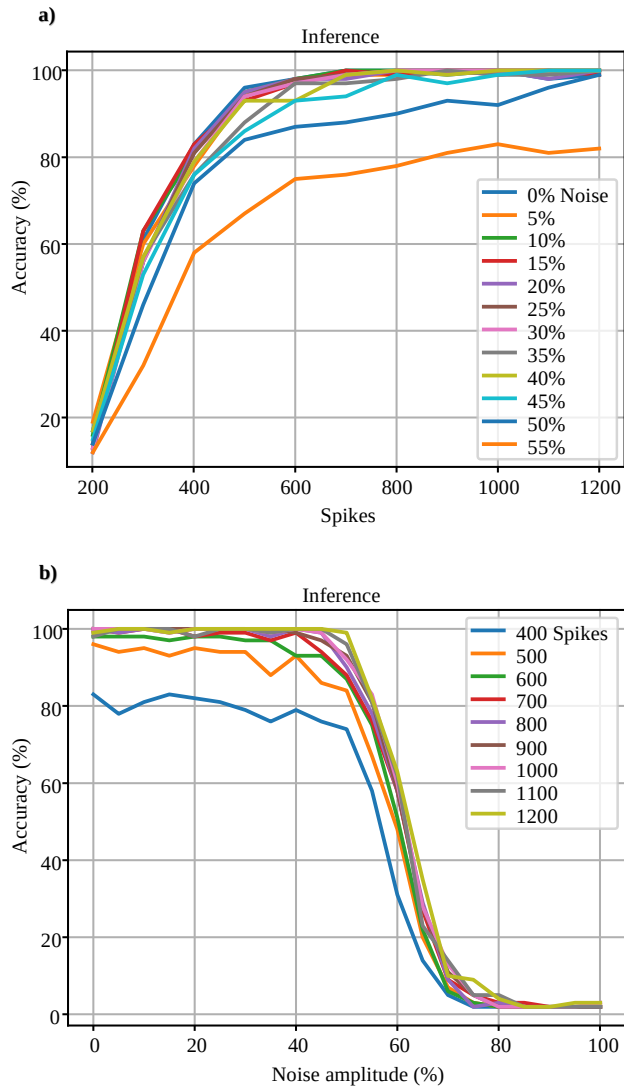 a)
Inference
100
80
60
40
20
Accuracy (%)
0% Noise
5%
10%
15%
20%
25%
30%
35%
40%
45%
50%
55%
200 400 600 800 1000 1200
Spikes
b)
Inference
100
80
60
40
20
0
Accuracy (%)
400 Spikes
500
600
700
800
900
1000
1100
1200
0 20 40 60 80 100
Noise amplitude (%)